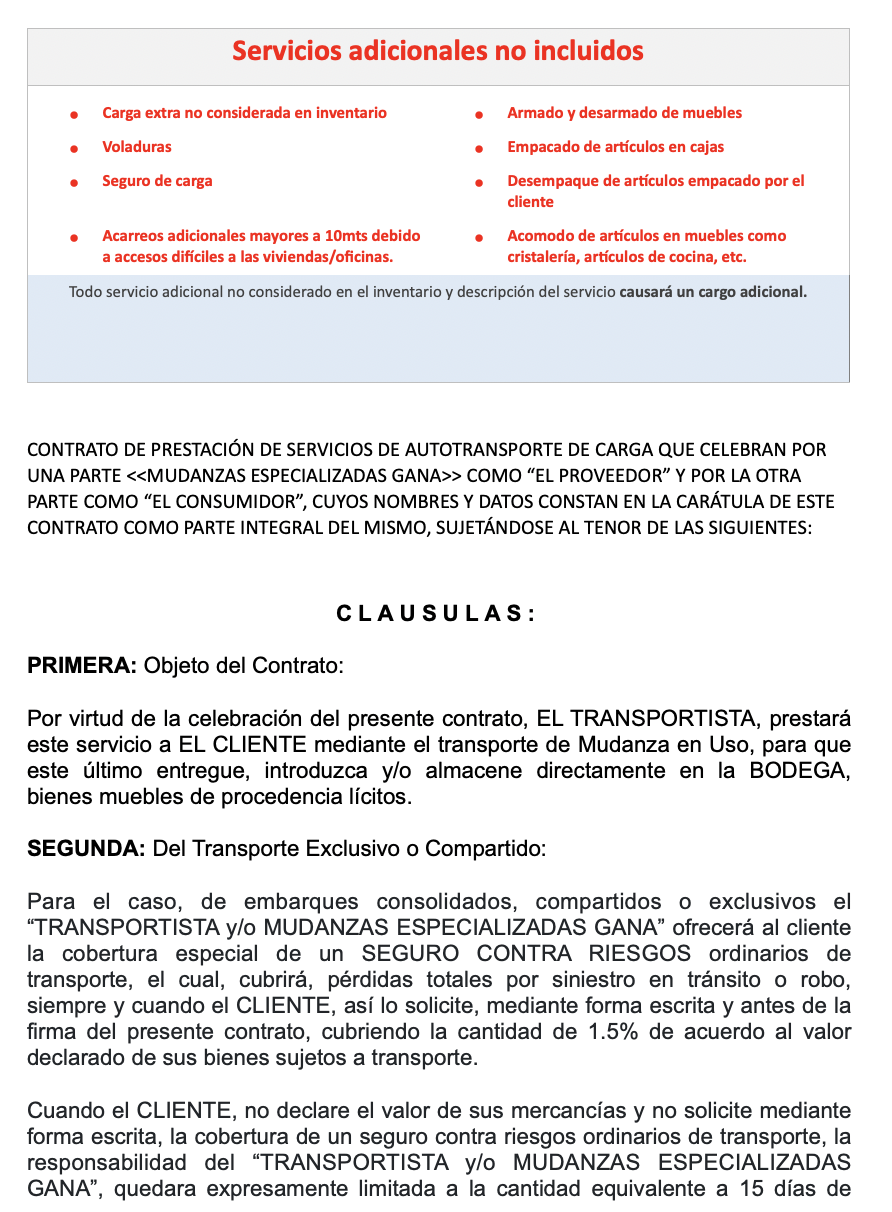 Servicios adicionales no incluidos
• Carga extra no considerada en inventario
• Voladuras
• Seguro de carga
• Acarreos adicionales mayores a 10mts debido
a accesos difíciles a las viviendas/oficinas.
• Armado y desarmado de muebles
• Empacado de artículos en cajas
• Desempaque de artículos empacado por el
cliente
• Acomodo de artículos en muebles como
cristalería, artículos de cocina, etc.
Todo servicio adicional no considerado en el inventario y descripción del servicio causará un cargo adicional.
CONTRATO DE PRESTACIÓN DE SERVICIOS DE AUTOTRANSPORTE DE CARGA QUE CELEBRAN POR
UNA PARTE <<MUDANZAS ESPECIALIZADAS GANA>> COMO “EL PROVEEDOR” Y POR LA OTRA
PARTE COMO “EL CONSUMIDOR”, CUYOS NOMBRES Y DATOS CONSTAN EN LA CARÁTULA DE ESTE
CONTRATO COMO PARTE INTEGRAL DEL MISMO, SUJETÁNDOSE AL TENOR DE LAS SIGUIENTES:
C L A U S U L A S :
PRIMERA: Objeto del Contrato:
Por virtud de la celebración del presente contrato, EL TRANSPORTISTA, prestará
este servicio a EL CLIENTE mediante el transporte de Mudanza en Uso, para que
este último entregue, introduzca y/o almacene directamente en la BODEGA,
bienes muebles de procedencia lícitos.
SEGUNDA: Del Transporte Exclusivo o Compartido:
Para el caso, de embarques consolidados, compartidos o exclusivos el
“TRANSPORTISTA y/o MUDANZAS ESPECIALIZADAS GANA” ofrecerá al cliente
la cobertura especial de un SEGURO CONTRA RIESGOS ordinarios de
transporte, el cual, cubrirá, pérdidas totales por siniestro en tránsito o robo,
siempre y cuando el CLIENTE, así lo solicite, mediante forma escrita y antes de la
firma del presente contrato, cubriendo la cantidad de 1.5% de acuerdo al valor
declarado de sus bienes sujetos a transporte.
Cuando el CLIENTE, no declare el valor de sus mercancías y no solicite mediante
forma escrita, la cobertura de un seguro contra riesgos ordinarios de transporte, la
responsabilidad del “TRANSPORTISTA y/o MUDANZAS ESPECIALIZADAS
GANA”, quedara expresamente limitada a la cantidad equivalente a 15 días de